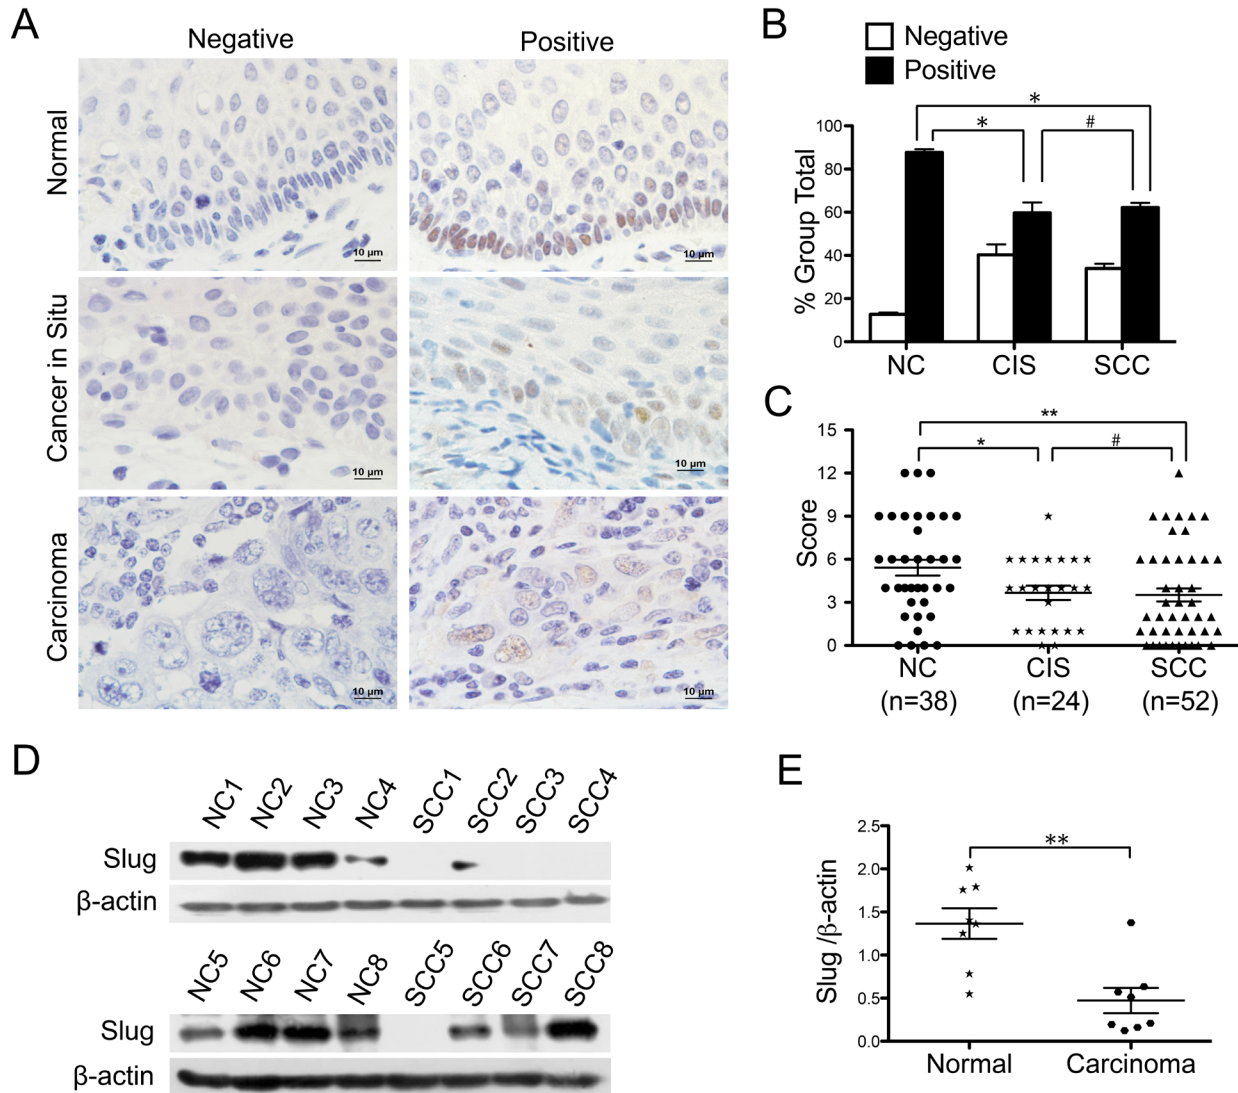 A
Negative
Positive
Normal
10 µm
10 µm
Cancer in Situ
10 µm
10 µm
Carcinoma
10 µm
10 µm
B
Negative
Positive
% Group Total
100
80
60
40
20
0
*
*
#
NC
CIS
SCC
C
Score
15
12
9
6
3
0
**
*
#
NC
CIS
SCC
(n=38)
(n=24)
(n=52)
D
NC1
NC2
NC3
NC4
SCC1
SCC2
SCC3
SCC4
Slug
β-actin
NC5
NC6
NC7
NC8
SCC5
SCC6
SCC7
SCC8
Slug
β-actin
E
Slug /β-actin
2.5
2.0
1.5
1.0
0.5
0.0
**
Normal
Carcinoma